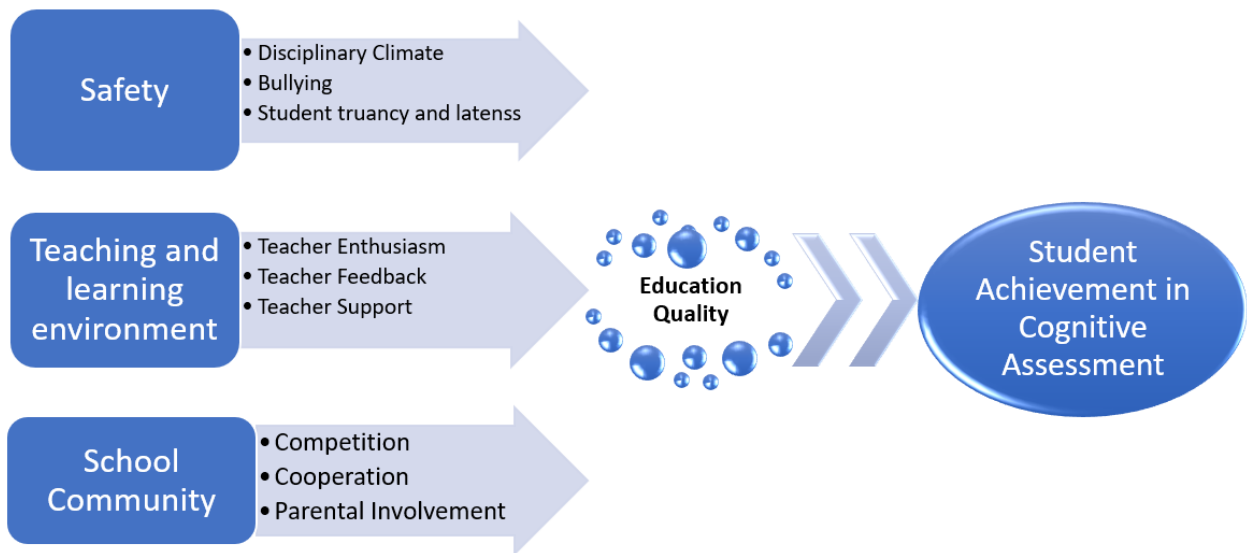 Safety
• Disciplinary Climate
• Bullying
• Student truancy and latenss
Teaching and
learning
environment
• Teacher Enthusiasm
• Teacher Feedback
• Teacher Support
School
Community
• Competition
• Cooperation
• Parental Involvement
Education
Quality
Student
Achievement in
Cognitive
Assessment